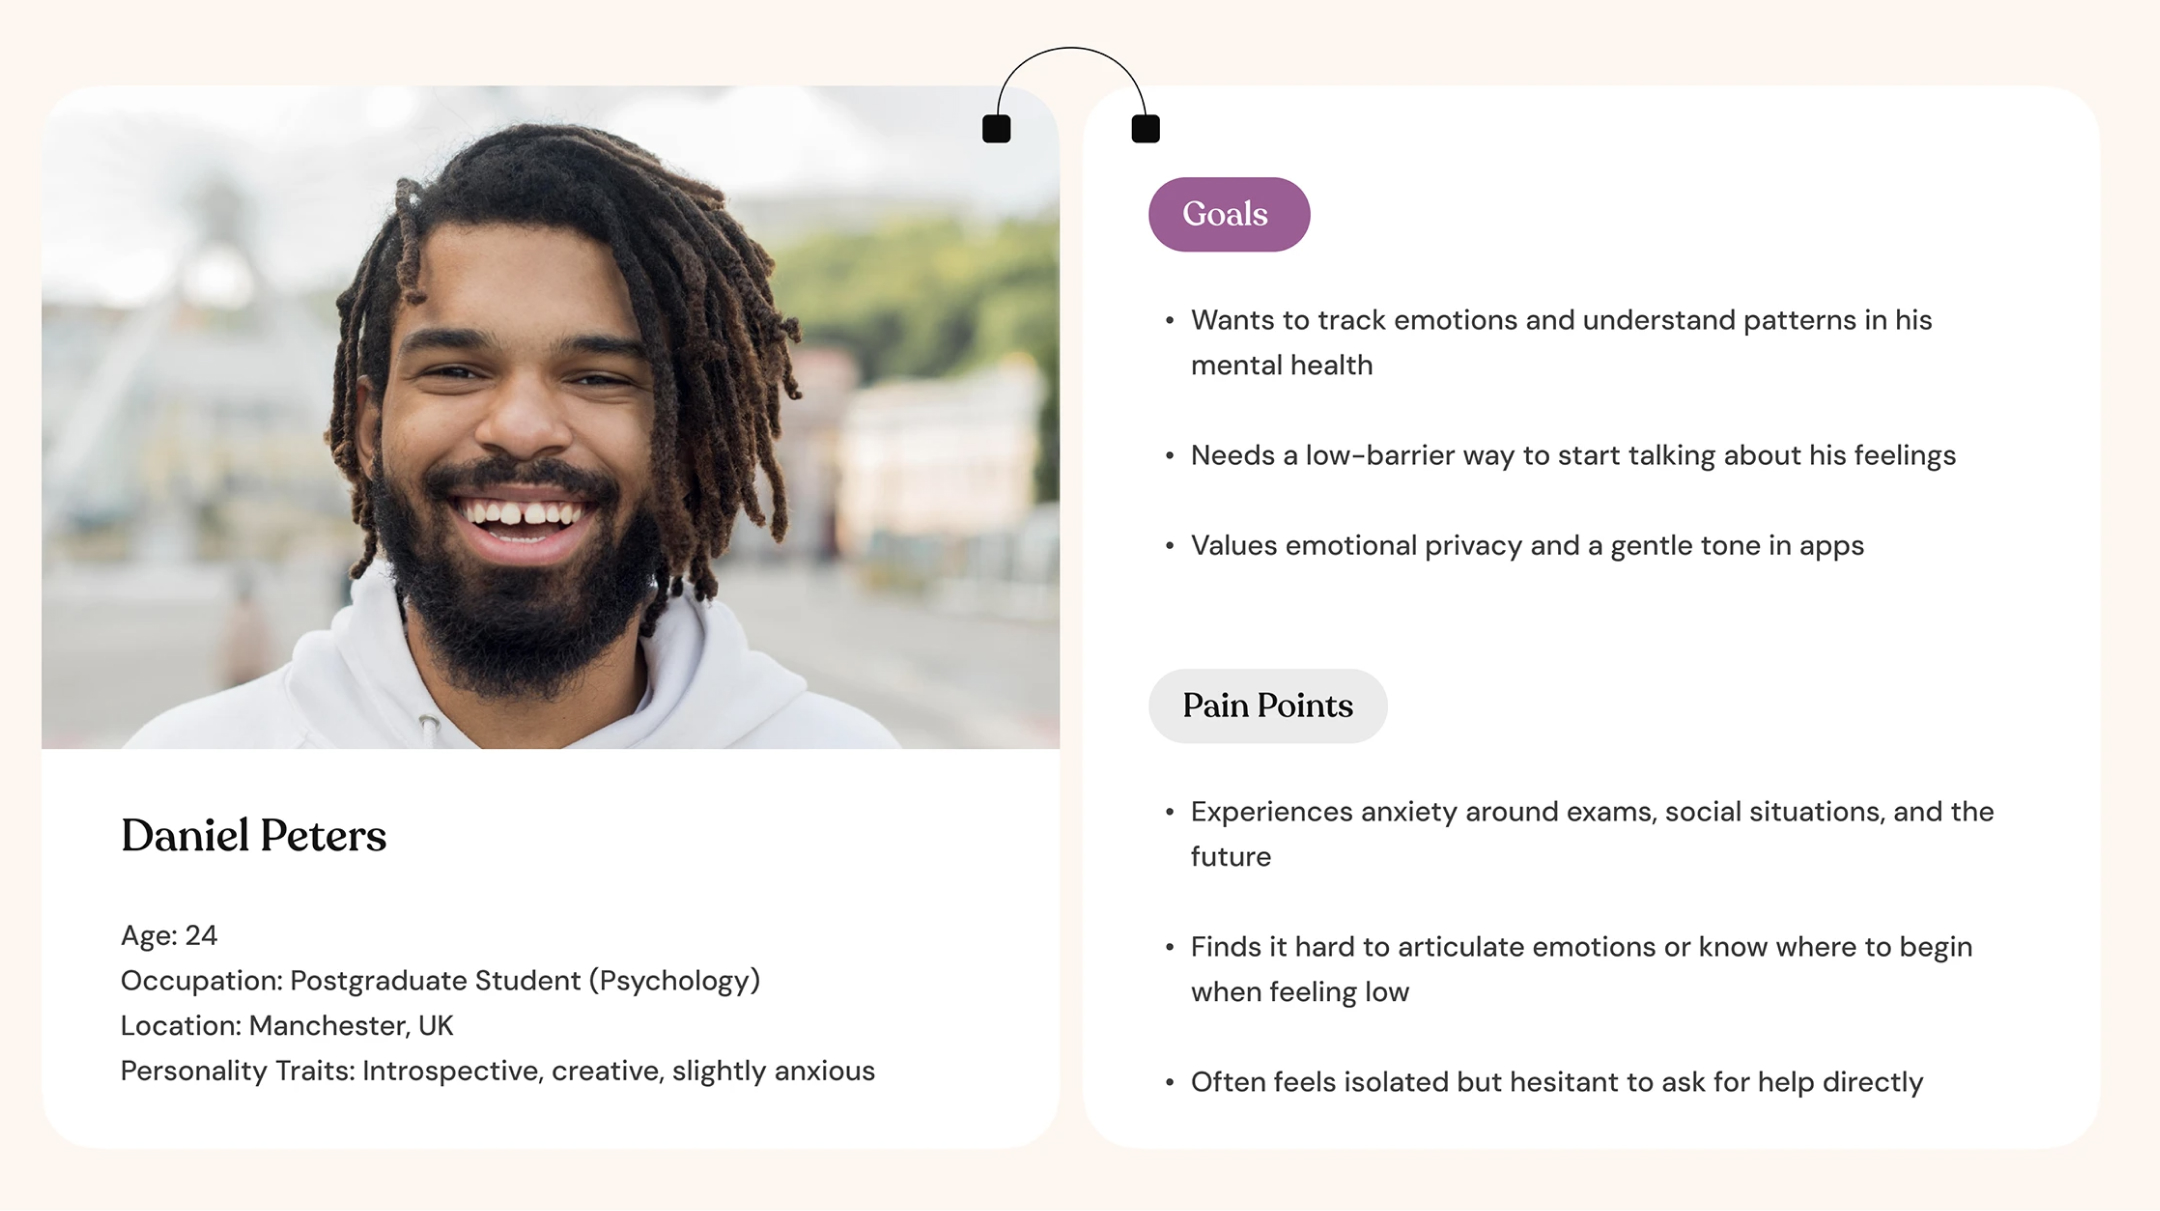 Daniel Peters
Age: 24
Occupation: Postgraduate Student (Psychology)
Location: Manchester, UK
Personality Traits: Introspective, creative, slightly anxious
Goals
• Wants to track emotions and understand patterns in his
mental health
• Needs a low-barrier way to start talking about his feelings
• Values emotional privacy and a gentle tone in apps
Pain Points
• Experiences anxiety around exams, social situations, and the
future
• Finds it hard to articulate emotions or know where to begin
when feeling low
• Often feels isolated but hesitant to ask for help directly